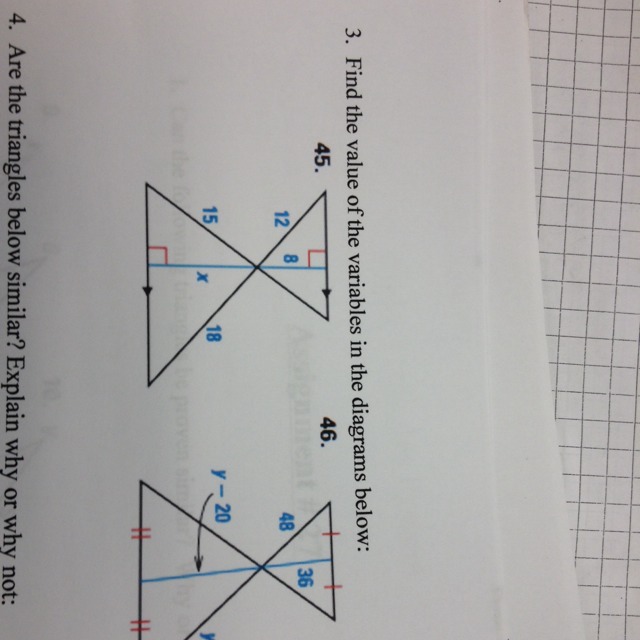 3. Find the value of the variables in the diagrams below:
45.
12
8
15
x
18
46.
48
36
y – 20
y
4. Are the triangles below similar? Explain why or why not: